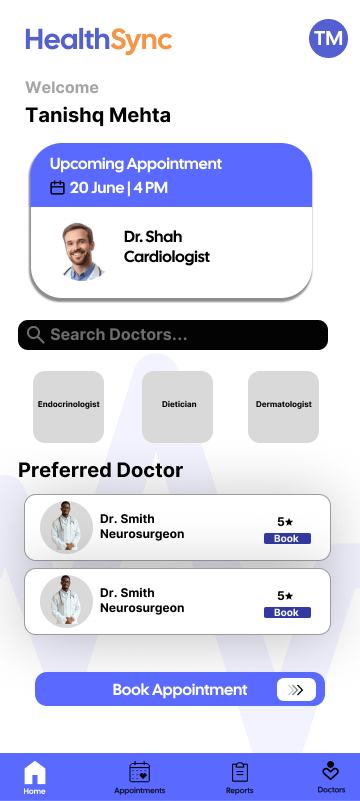 HealthSync
TM
Welcome
Tanishq Mehta
Upcoming Appointment
20 June | 4 PM
Dr. Shah
Cardiologist
Search Doctors...
Endocrinologist
Dietician
Dermatologist
Preferred Doctor
Dr. Smith
Neurosurgeon
5★
Book
Dr. Smith
Neurosurgeon
5★
Book
Book Appointment
Home
Appointments
Reports
Doctors